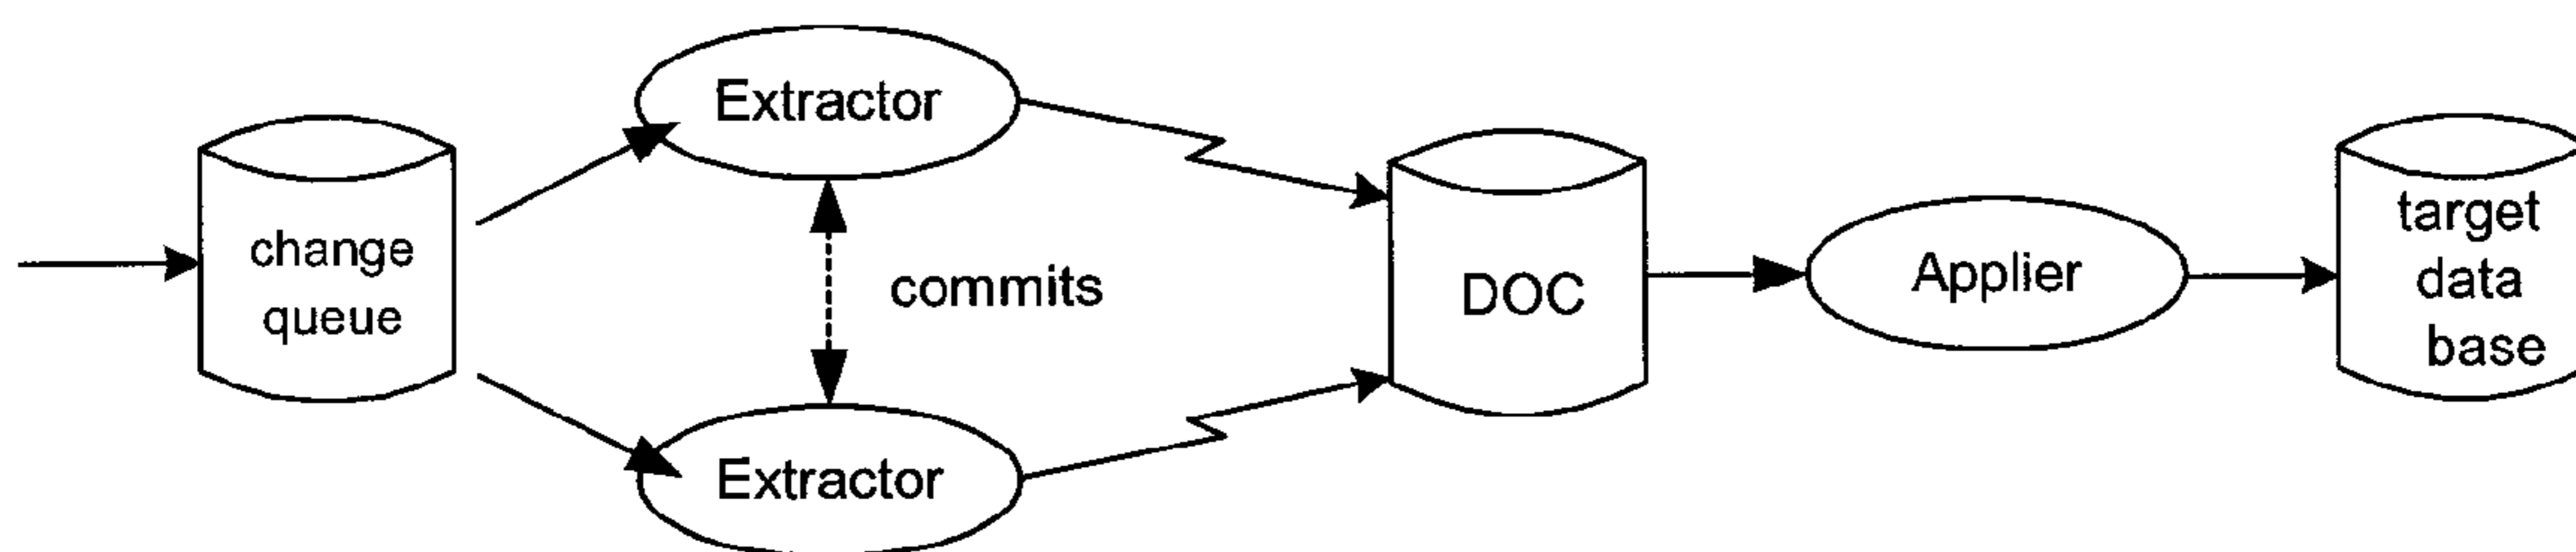 Extractor
change
queue
commits
Extractor
DOC
Applier
target
data
base